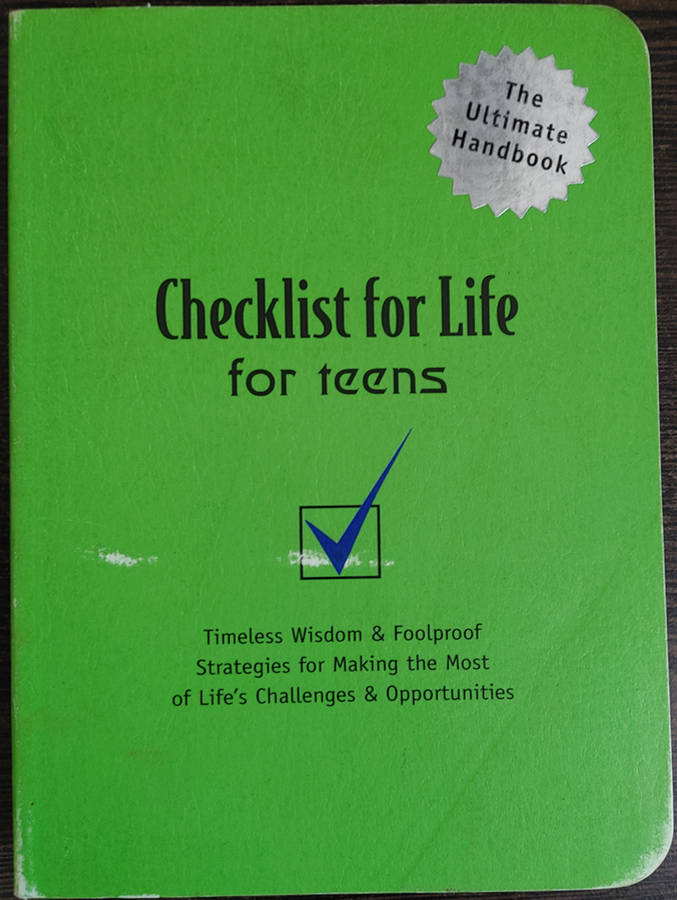 The
Ultimate
Handbook
Checklist for Life
for teens
Timeless Wisdom & Foolproof
Strategies for Making the Most
of Life's Challenges & Opportunities